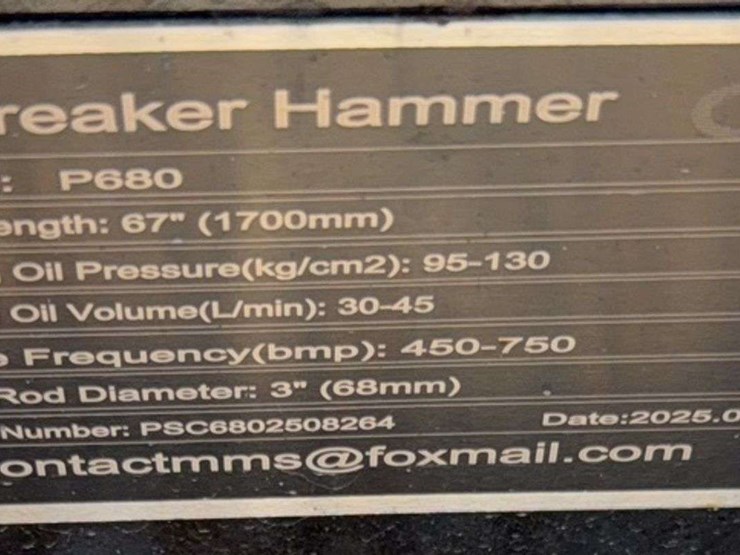 reaker Hammer
: P680
ength: 67" (1700mm)
Oil Pressure(kg/cm2): 95-130
Oil Volume(L/min): 30-45
Frequency(bmp): 450-750
Rod Diameter: 3" (68mm)
Number: PSC6802508264 Date:2025.0
ontactmms@foxmail.com